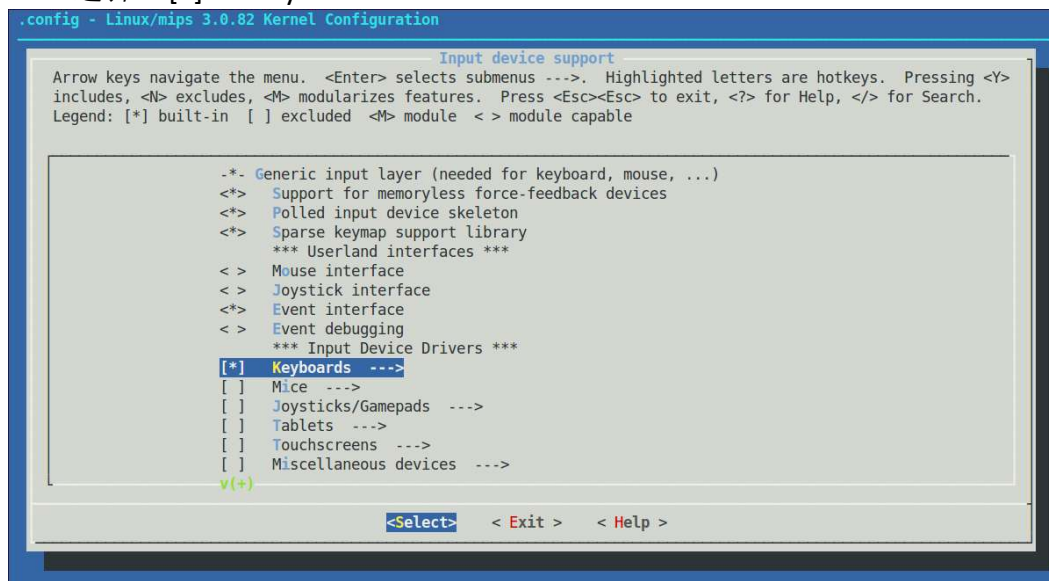 .config - Linux/mips 3.0.82 Kernel Configuration
Input device support
Arrow keys navigate the menu.  <Enter> selects submenus --->.  Highlighted letters are hotkeys.  Pressing <Y>
includes, <N> excludes, <M> modularizes features.  Press <Esc><Esc> to exit, <?> for Help, </> for Search.
Legend: [*] built-in  [ ] excluded  <M> module  < > module capable
-*- Generic input layer (needed for keyboard, mouse, ...)
<*>   Support for memoryless force-feedback devices
<*>   Polled input device skeleton
<*>   Sparse keymap support library
*** Userland interfaces ***
< >   Mouse interface
< >   Joystick interface
<*>   Event interface
< >   Event debugging
*** Input Device Drivers ***
[*]   Keyboards  --->
[ ]   Mice  --->
[ ]   Joysticks/Gamepads  --->
[ ]   Tablets  --->
[ ]   Touchscreens  --->
[ ]   Miscellaneous devices  --->
v(+)
<Select>    < Exit >    < Help >